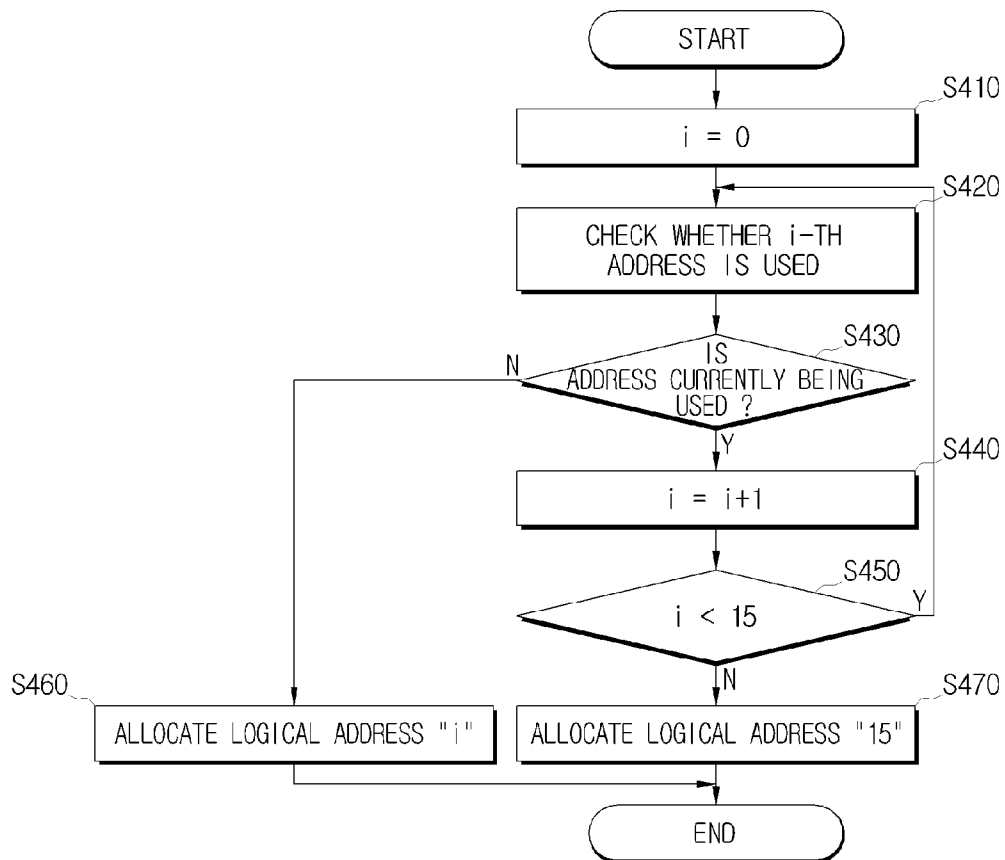 START
S410
i = 0
S420
CHECK WHETHER i-TH
ADDRESS IS USED
S430
IS
ADDRESS CURRENTLY BEING
USED ?
N
Y
S440
i = i+1
S450
i < 15
Y
N
S460
ALLOCATE LOGICAL ADDRESS "i"
S470
ALLOCATE LOGICAL ADDRESS "15"
END